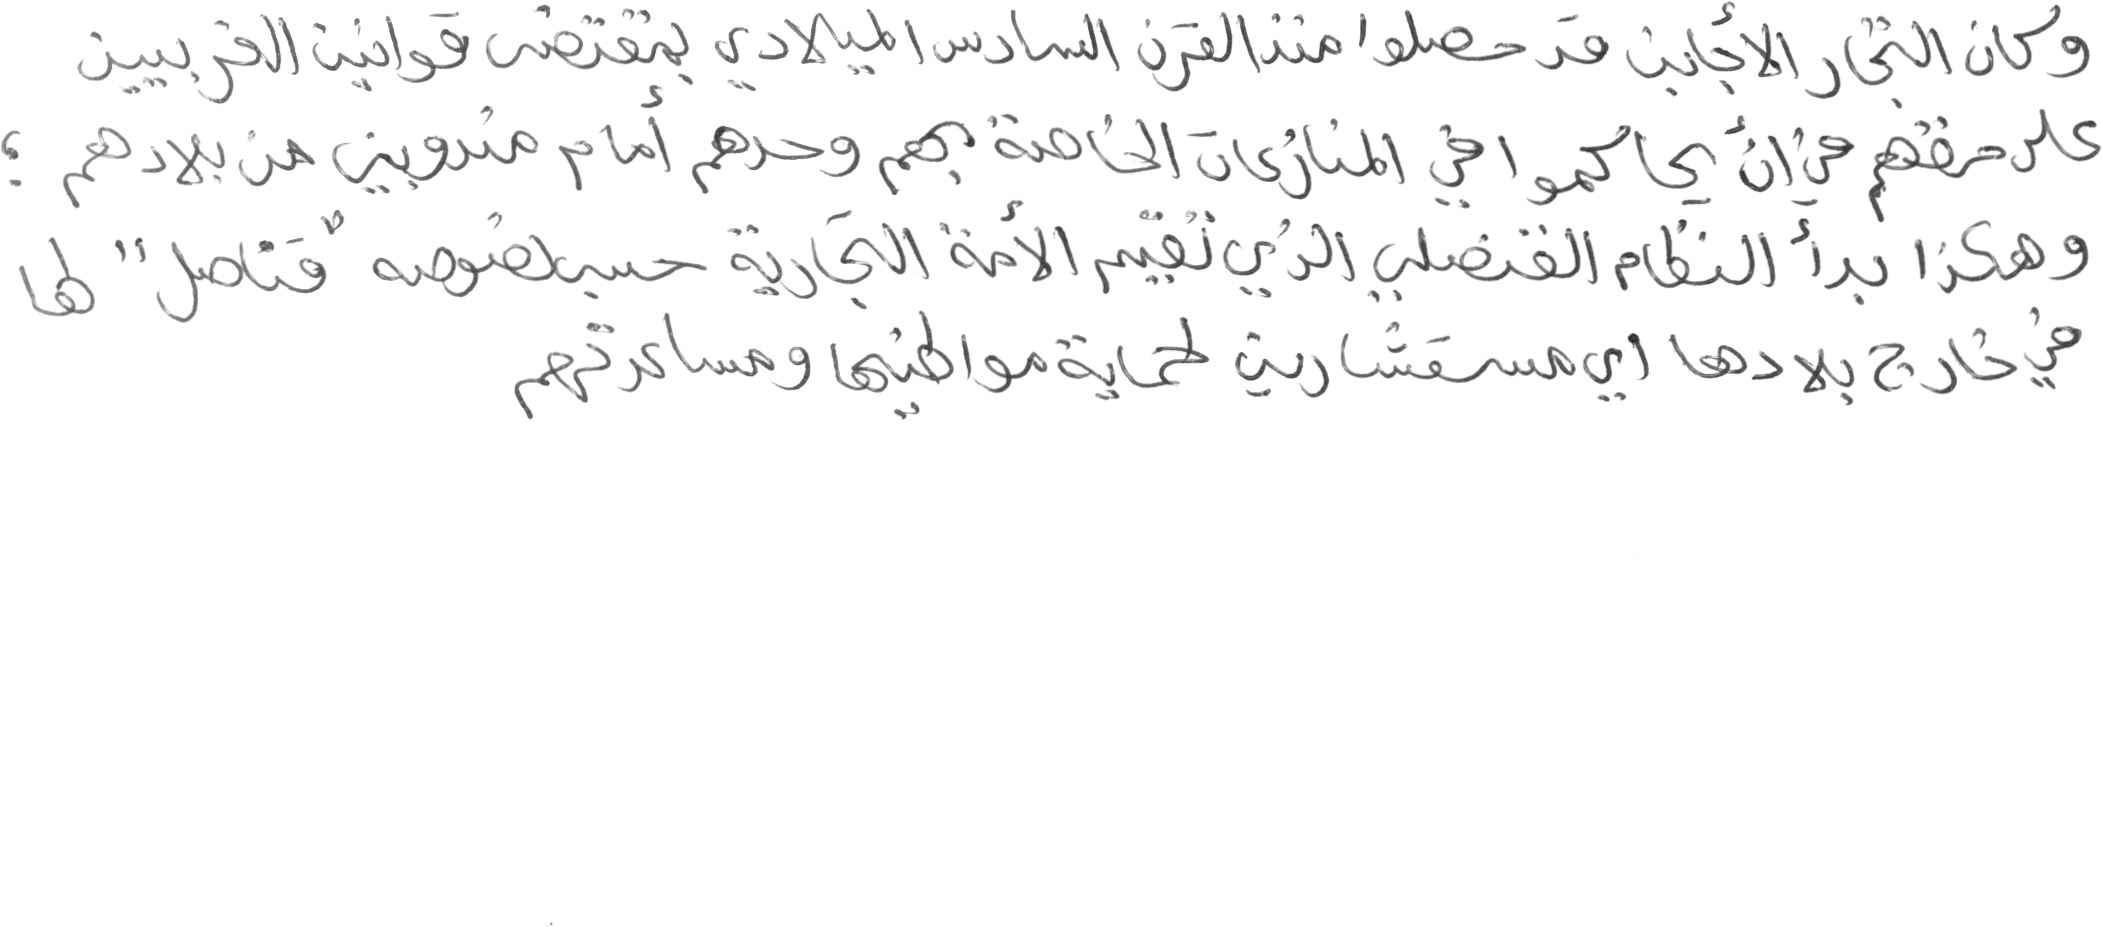 وكان التجار الأجانب قد حصلوا منذ القرن السادس الميلادي بمقتضى قوانين الغربيين
على حقهم في أن يحاكموا في المنازعات الخاصة بهم وحدهم أمام مندوبين من بلادهم ؛
وهكذا بدأ النظام القنصلي الذي تقيم الأمة التجارية حسب نصوصه "قناصل" لها
في خارج بلادها اي مستشارين لحماية مواطنيها ومساعدتهم